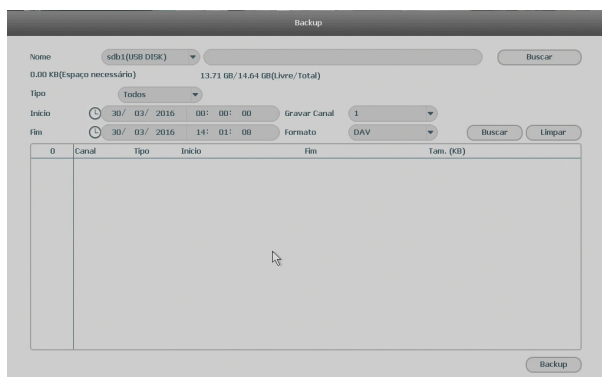 Backup
Nome sdb1(USB DISK) Buscar
0.00 KB(Espaço necessário) 13.71 GB/14.64 GB(Livre/Total)
Tipo Todos
Início 30/ 03/ 2016 00: 00: 00 Gravar Canal 1
Fim 30/ 03/ 2016 14: 01: 08 Formato DAV Buscar Limpar
0 Canal Tipo Início Fim Tam. (KB)
Backup